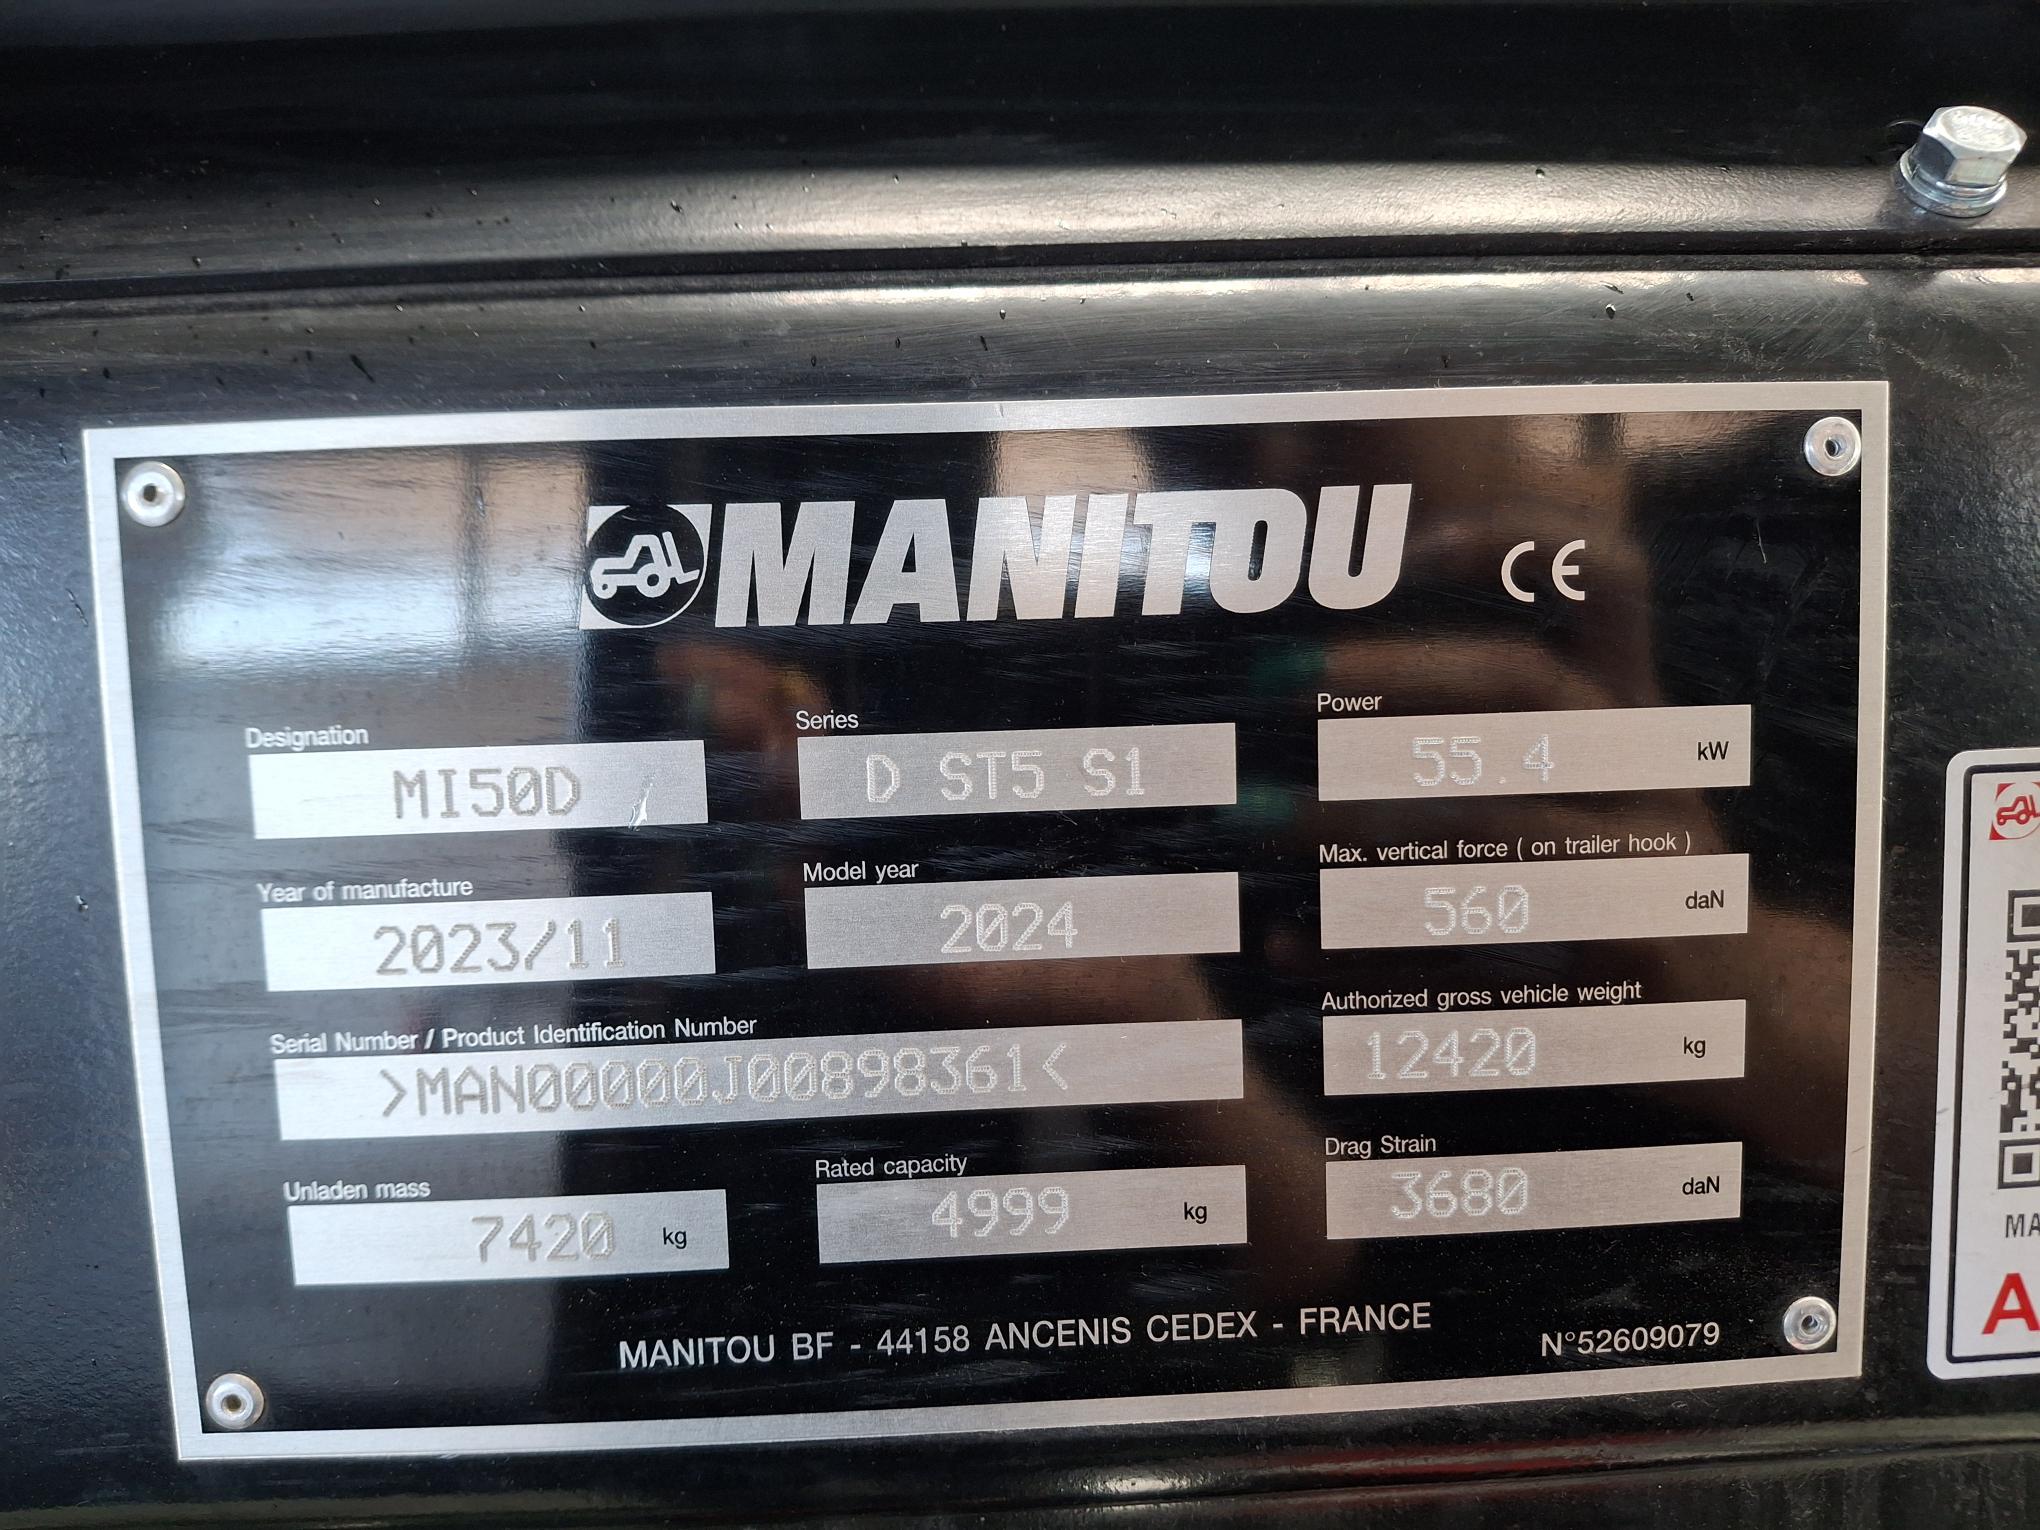 MANITOU CE
Designation
MI50D
Series
D ST5 S1
Power
55.4 kW
Year of manufacture
2023/11
Model year
2024
Max. vertical force ( on trailer hook )
560 daN
Serial Number / Product Identification Number
>MAN00000J00898361<
Authorized gross vehicle weight
12420 kg
Unladen mass
7420 kg
Rated capacity
4999 kg
Drag Strain
3680 daN
MANITOU BF - 44158 ANCENIS CEDEX - FRANCE
N°52609079
MA
A